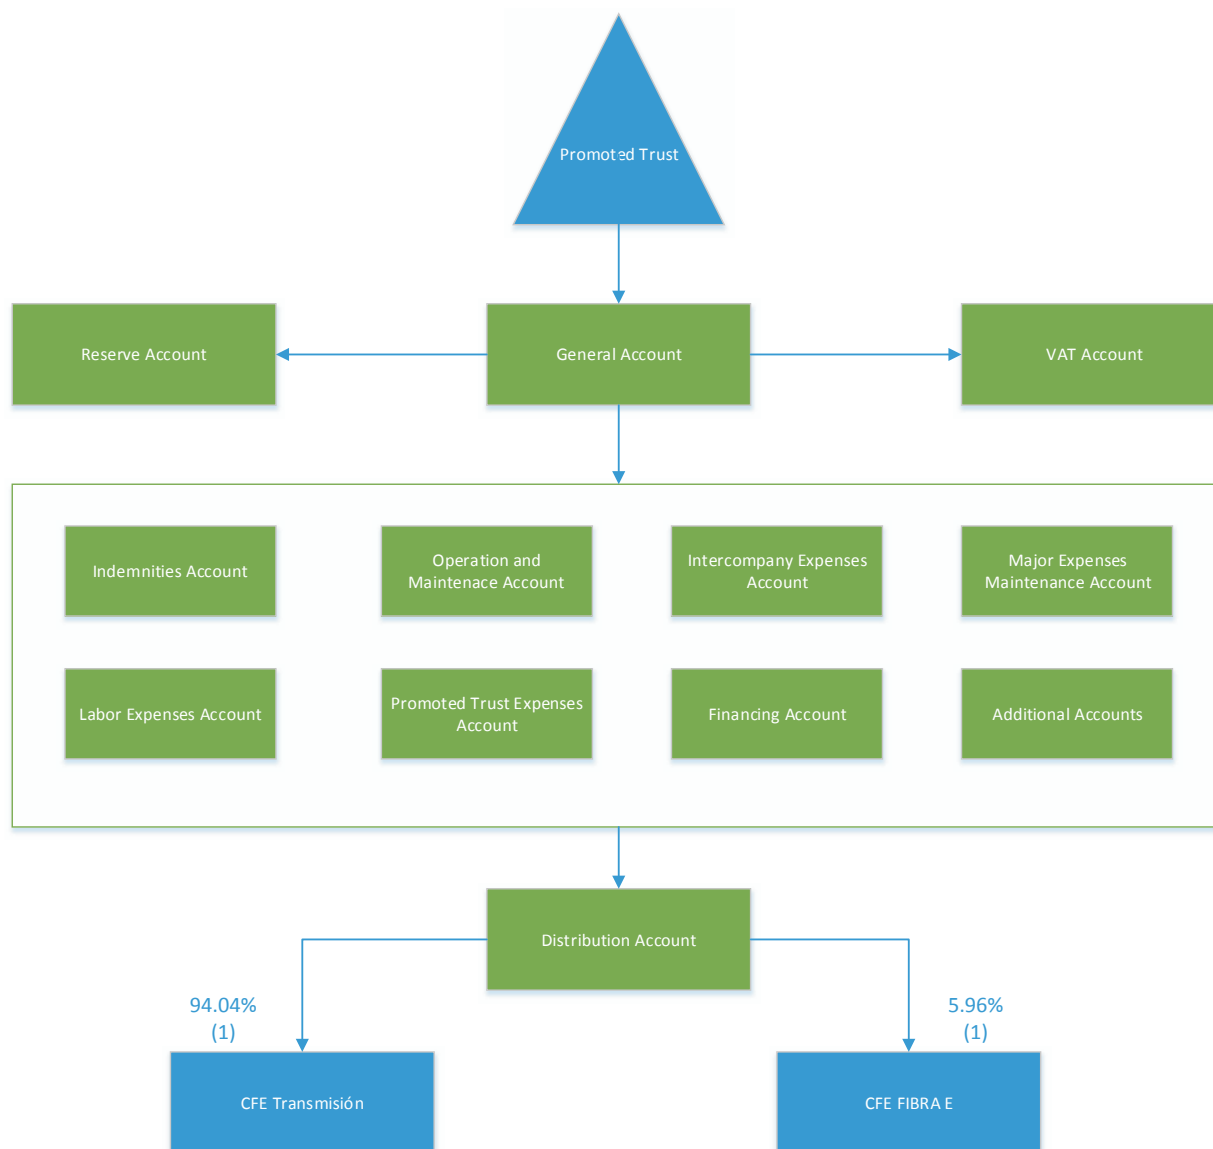 Promoted Trust
Reserve Account
General Account
VAT Account
Indemnities Account
Operation and
Maintenace Account
Intercompany Expenses
Account
Major Expenses
Maintenance Account
Labor Expenses Account
Promoted Trust Expenses
Account
Financing Account
Additional Accounts
Distribution Account
94.04%
(1)
5.96%
(1)
CFE Transmisión
CFE FIBRA E